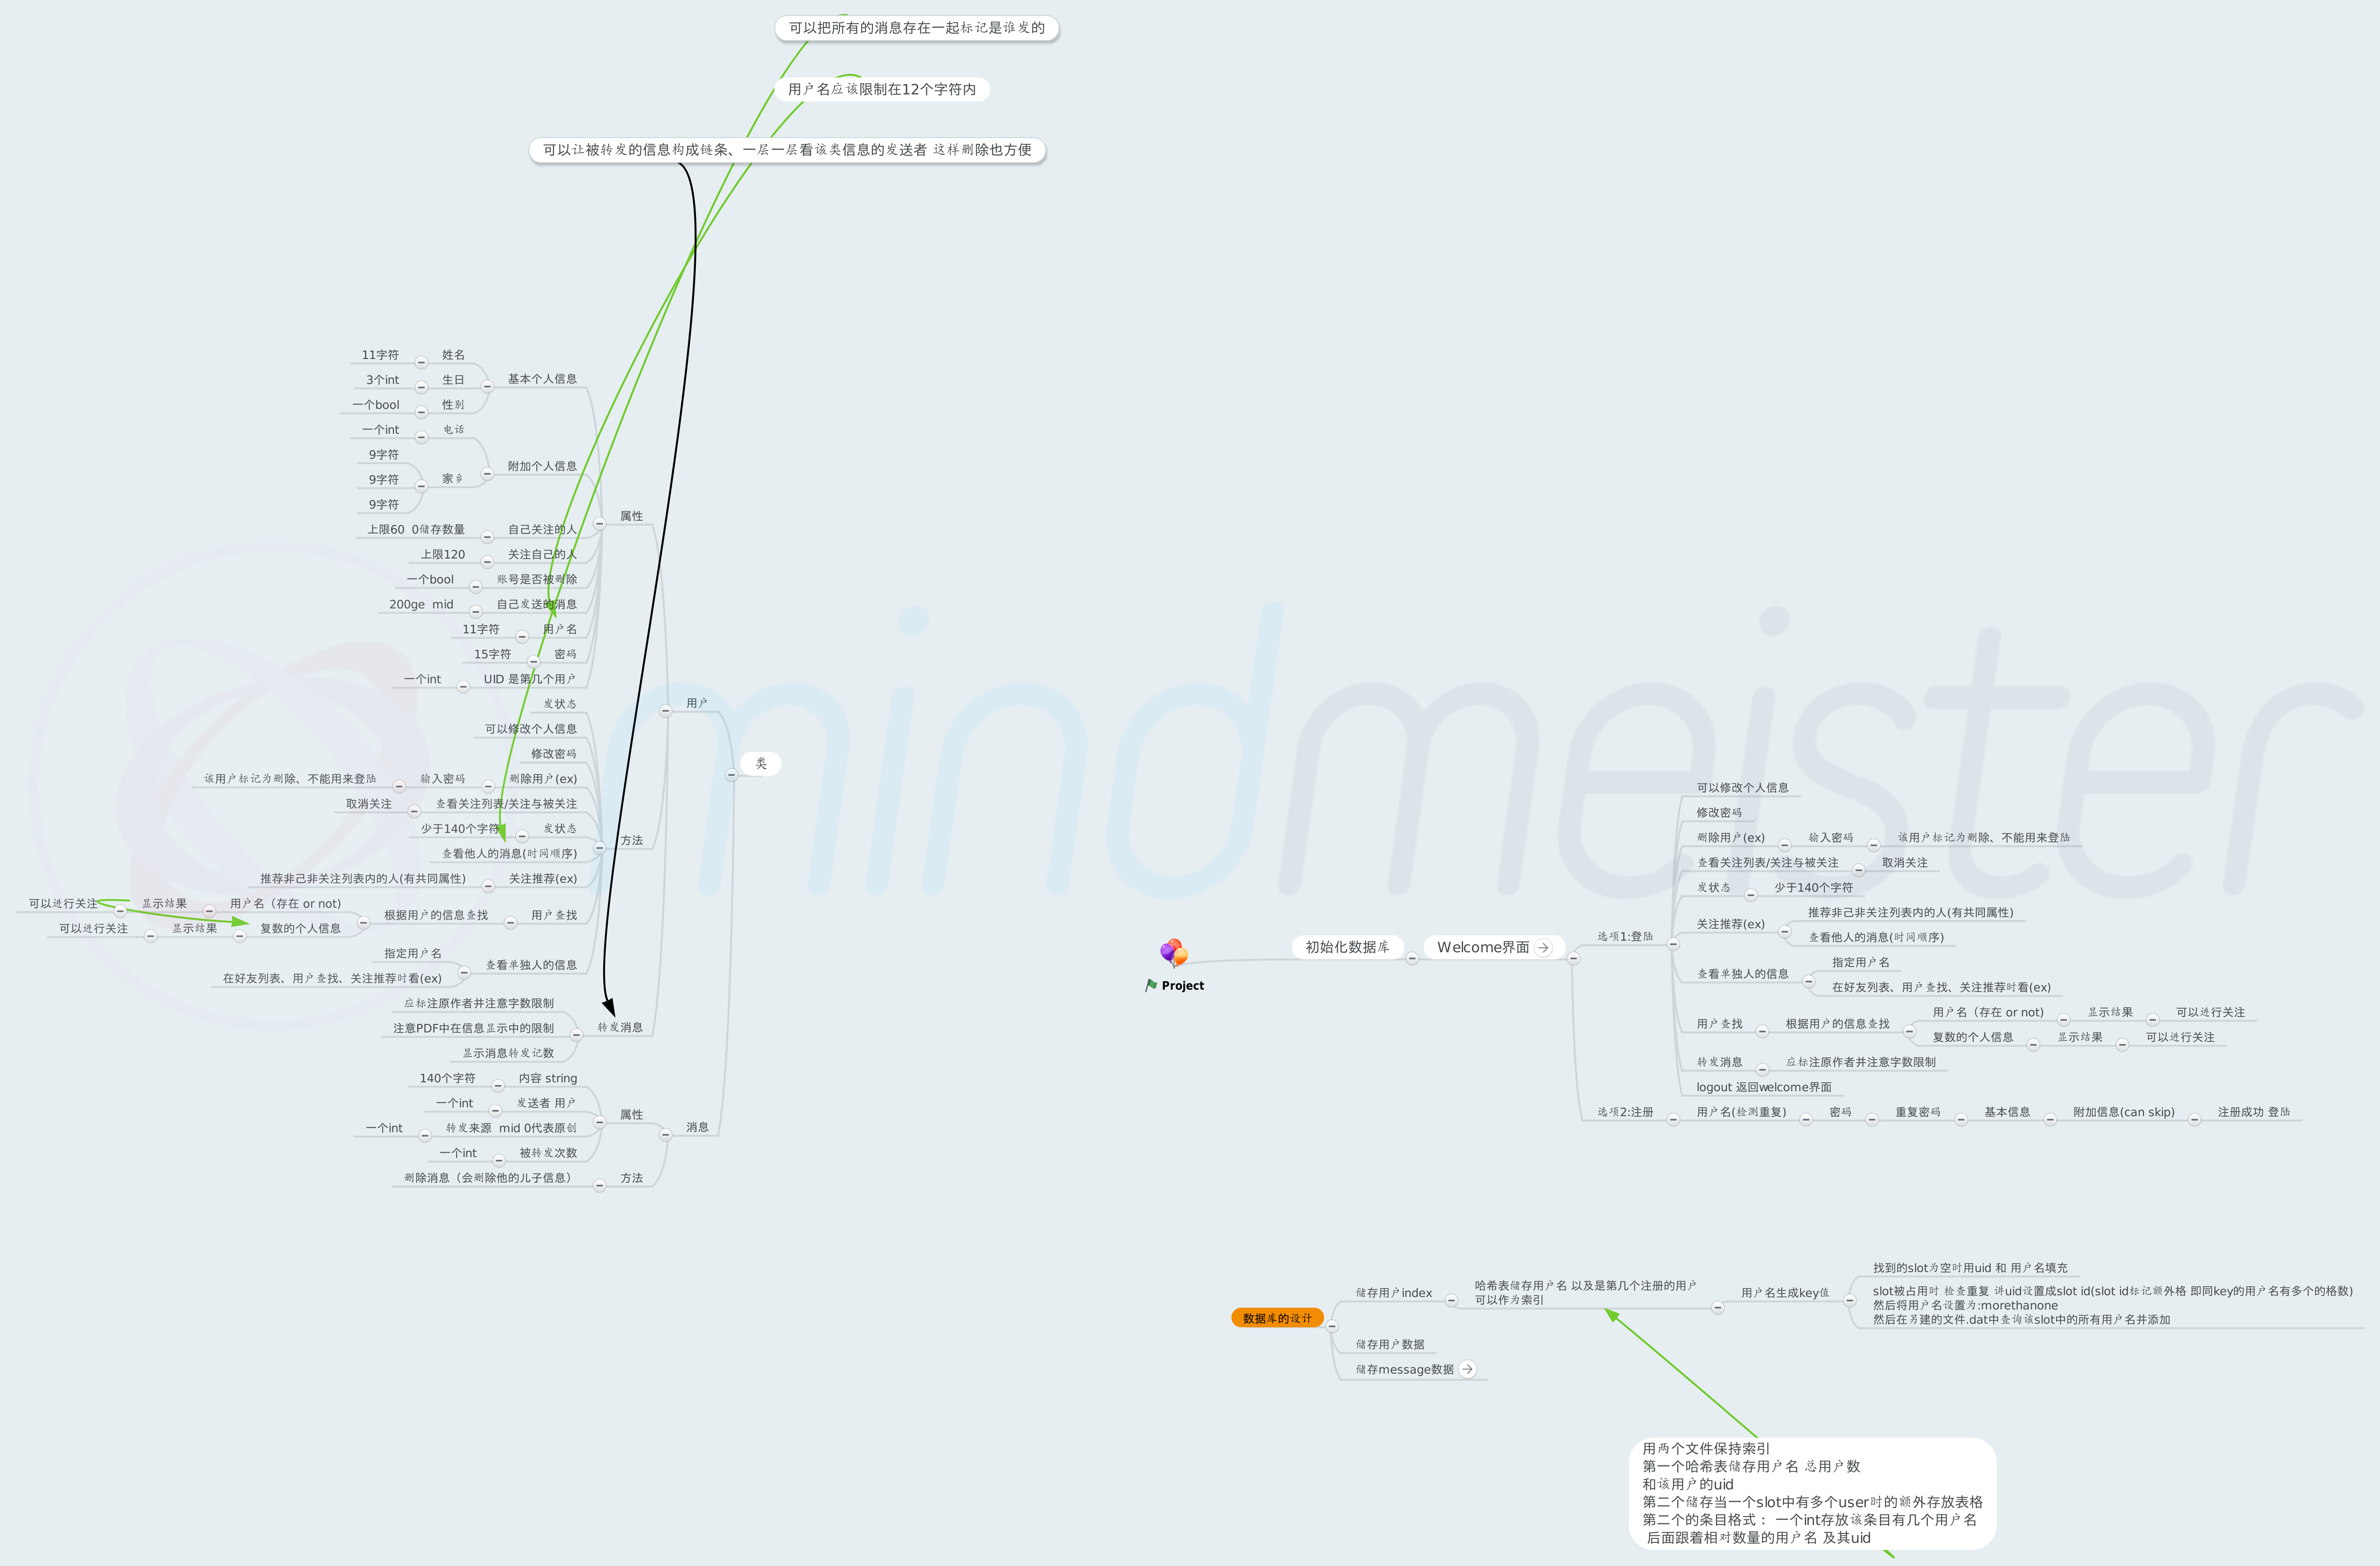 可以把所有的消息存在一起标记是谁发的
用户名应该限制在12个字符内
可以让被转发的信息构成链条、一层一层看该类信息的发送者 这样删除也方便
11字符 姓名
3个int 生日 基本个人信息
一个bool 性别
一个int 电话
9字符
附加个人信息
9字符 家乡
9字符
属性
上限60  0储存数量 自己关注的人
上限120 关注自己的人
一个bool 账号是否被删除
200ge  mid 自己发送的消息
11字符 用户名
15字符 密码
一个int UID 是第几个用户
用户
发状态
可以修改个人信息
修改密码
类
该用户标记为删除、不能用来登陆 输入密码 删除用户(ex)
取消关注 查看关注列表/关注与被关注
少于140个字符 发状态
方法
查看他人的消息(时间顺序)
推荐非己非关注列表内的人(有共同属性) 关注推荐(ex)
可以进行关注 显示结果 用户名（存在 or not)
根据用户的信息查找 用户查找
可以进行关注 显示结果 复数的个人信息
指定用户名
查看单独人的信息
在好友列表、用户查找、关注推荐时看(ex)
应标注原作者并注意字数限制
注意PDF中在信息显示中的限制 转发消息
显示消息转发记数
140个字符 内容 string
一个int 发送者 用户
属性
一个int 转发来源  mid 0代表原创
消息
一个int 被转发次数
删除消息（会删除他的儿子信息） 方法
mindmeister
Project
初始化数据库 Welcome界面
选项1:登陆
可以修改个人信息
修改密码
删除用户(ex) 输入密码 该用户标记为删除、不能用来登陆
查看关注列表/关注与被关注 取消关注
发状态 少于140个字符
推荐非己非关注列表内的人(有共同属性)
关注推荐(ex)
查看他人的消息(时间顺序)
指定用户名
查看单独人的信息
在好友列表、用户查找、关注推荐时看(ex)
用户名（存在 or not) 显示结果 可以进行关注
用户查找 根据用户的信息查找
复数的个人信息 显示结果 可以进行关注
转发消息 应标注原作者并注意字数限制
logout 返回welcome界面
选项2:注册 用户名(检测重复) 密码 重复密码 基本信息 附加信息(can skip) 注册成功 登陆
数据库的设计
储存用户index
哈希表储存用户名 以及是第几个注册的用户
可以作为索引
用户名生成key值
找到的slot为空时用uid 和 用户名填充
slot被占用时 检查重复 讲uid设置成slot id(slot id标记额外格 即同key的用户名有多个的格数)
然后将用户名设置为:morethanone
然后在另建的文件.dat中查询该slot中的所有用户名并添加
储存用户数据
储存message数据
用两个文件保持索引
第一个哈希表储存用户名 总用户数
和该用户的uid
第二个储存当一个slot中有多个user时的额外存放表格
第二个的条目格式： 一个int存放该条目有几个用户名
后面跟着相对数量的用户名 及其uid